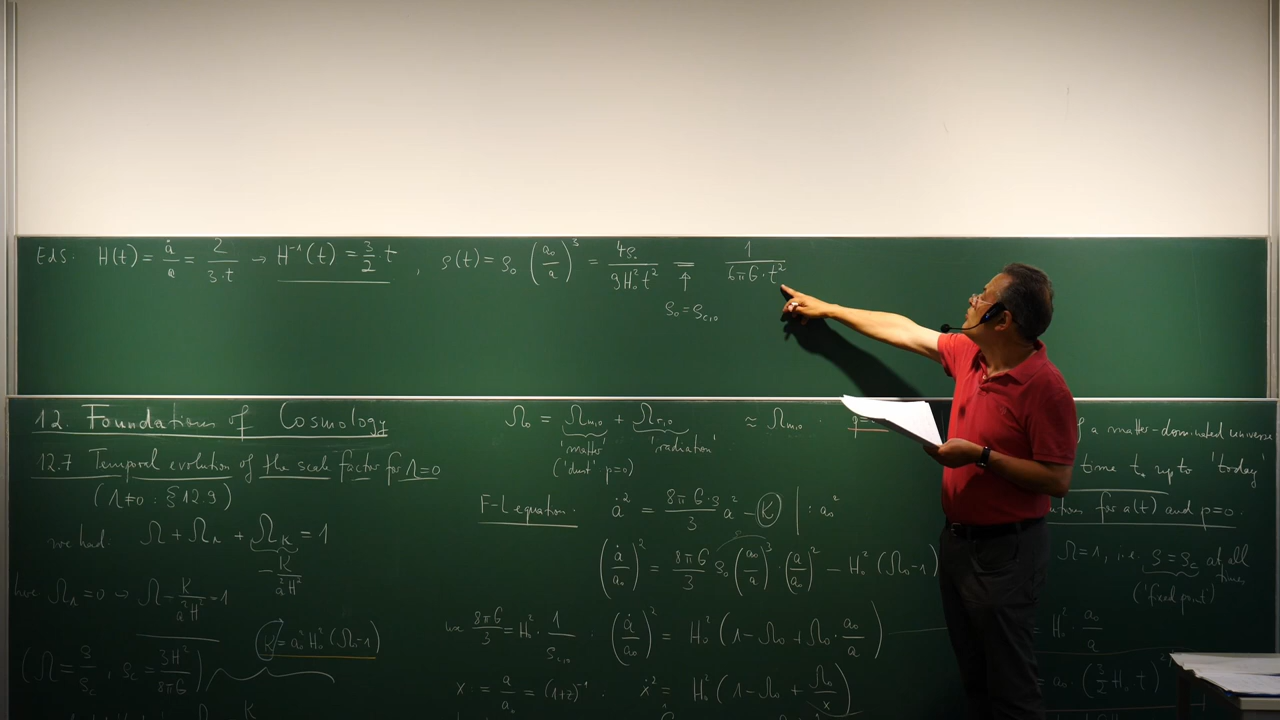 EdS: H(t) = ȧ/a = 2/(3·t) → H⁻¹(t) = 3/2 · t , ρ(t) = ρ₀ (a₀/a)³ = 4ρ₀/(9H₀²t²) = 1/(6πG·t²)
↑
ρ₀ = ρ_c,0
12. Foundations of Cosmology
12.7 Temporal evolution of the scale factor for Λ=0
(Λ≠0 : § 12.9)
we had: Ω + Ω_Λ + Ω_K = 1
− K/(a²H²)
here Ω_Λ = 0 → Ω − K/(a²H²) = 1
K = a₀²H₀²(Ω₀−1)
(Ω = ρ/ρ_c , ρ_c = 3H²/(8πG))
Ω₀ = Ω_m,0 + Ω_r,0 ≈ Ω_m,0
'matter' 'radiation'
('dust' p=0)
F-L equation: ȧ² = 8πG·ρ/3 a² − K | : a₀²
(ȧ/a₀)² = 8πG/3 ρ₀ (a₀/a)³ · (a/a₀)² − H₀² (Ω₀−1)
use 8πG/3 = H₀² · 1/ρ_c,0 . (ȧ/a₀)² = H₀² (1−Ω₀+Ω₀· a₀/a)
x := a/a₀ = (1+z)⁻¹ ẋ² = H₀² (1−Ω₀ + Ω₀/x)
a matter-dominated universe
time t₀ up to 'today'
for a(t) and p=0.
Ω=1, i.e. ρ=ρ_c at all times
('fixed point')
= H₀² · a₀/a
= a₀ · (3/2 H₀ t)